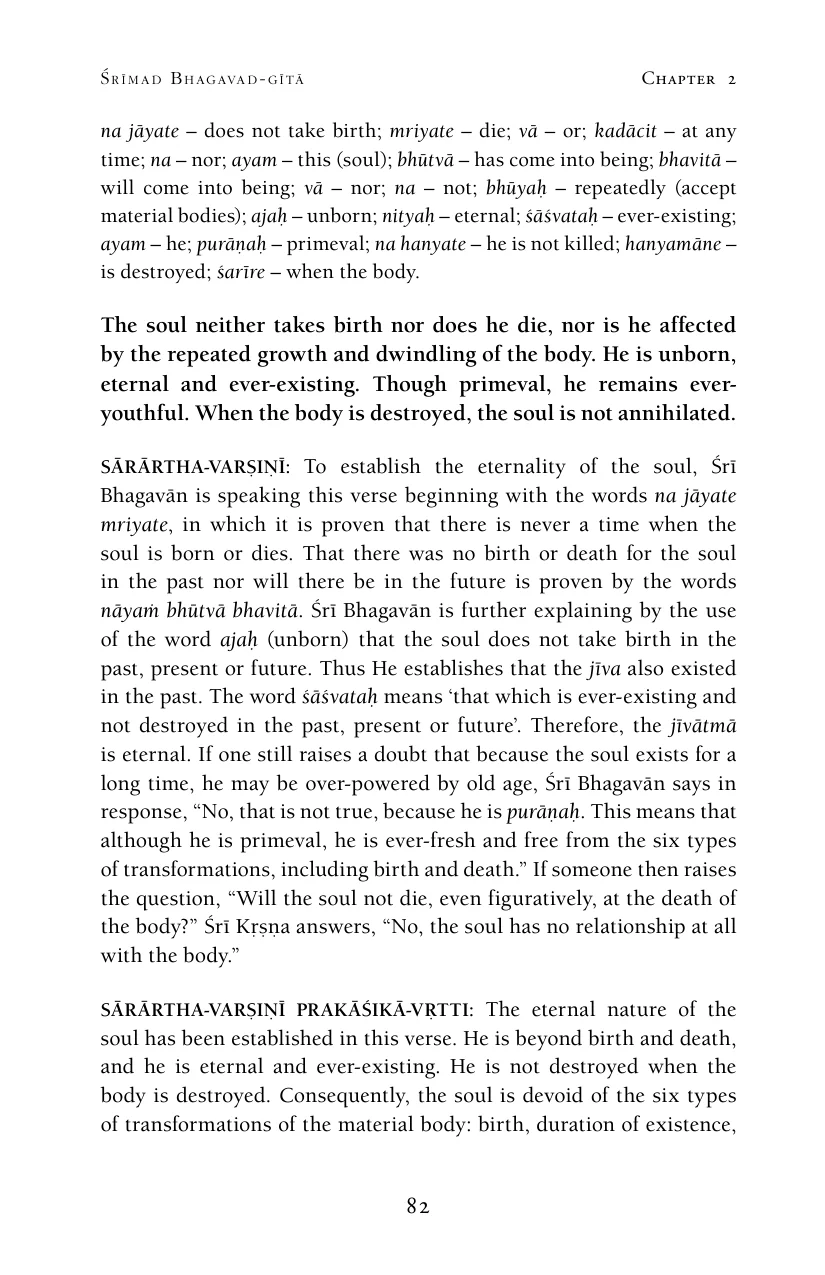 Śrīmad Bhagavad-gītā Chapter 2
na jāyate – does not take birth; mriyate – die; vā – or; kadācit – at any
time; na – nor; ayam – this (soul); bhūtvā – has come into being; bhavitā –
will come into being; vā – nor; na – not; bhūyaḥ – repeatedly (accept
material bodies); ajaḥ – unborn; nityaḥ – eternal; śāśvataḥ – ever-existing;
ayam – he; purāṇaḥ – primeval; na hanyate – he is not killed; hanyamāne –
is destroyed; śarīre – when the body.
The soul neither takes birth nor does he die, nor is he affected
by the repeated growth and dwindling of the body. He is unborn,
eternal and ever-existing. Though primeval, he remains ever-
youthful. When the body is destroyed, the soul is not annihilated.
SĀRĀRTHA-VARṢIṆĪ: To establish the eternality of the soul, Śrī
Bhagavān is speaking this verse beginning with the words na jāyate
mriyate, in which it is proven that there is never a time when the
soul is born or dies. That there was no birth or death for the soul
in the past nor will there be in the future is proven by the words
nāyaṁ bhūtvā bhavitā. Śrī Bhagavān is further explaining by the use
of the word ajaḥ (unborn) that the soul does not take birth in the
past, present or future. Thus He establishes that the jīva also existed
in the past. The word śāśvataḥ means ‘that which is ever-existing and
not destroyed in the past, present or future’. Therefore, the jīvātmā
is eternal. If one still raises a doubt that because the soul exists for a
long time, he may be over-powered by old age, Śrī Bhagavān says in
response, “No, that is not true, because he is purāṇaḥ. This means that
although he is primeval, he is ever-fresh and free from the six types
of transformations, including birth and death.” If someone then raises
the question, “Will the soul not die, even figuratively, at the death of
the body?” Śrī Kṛṣṇa answers, “No, the soul has no relationship at all
with the body.”
SĀRĀRTHA-VARṢIṆĪ PRAKĀŚIKĀ-VṚTTI: The eternal nature of the
soul has been established in this verse. He is beyond birth and death,
and he is eternal and ever-existing. He is not destroyed when the
body is destroyed. Consequently, the soul is devoid of the six types
of transformations of the material body: birth, duration of existence,
82